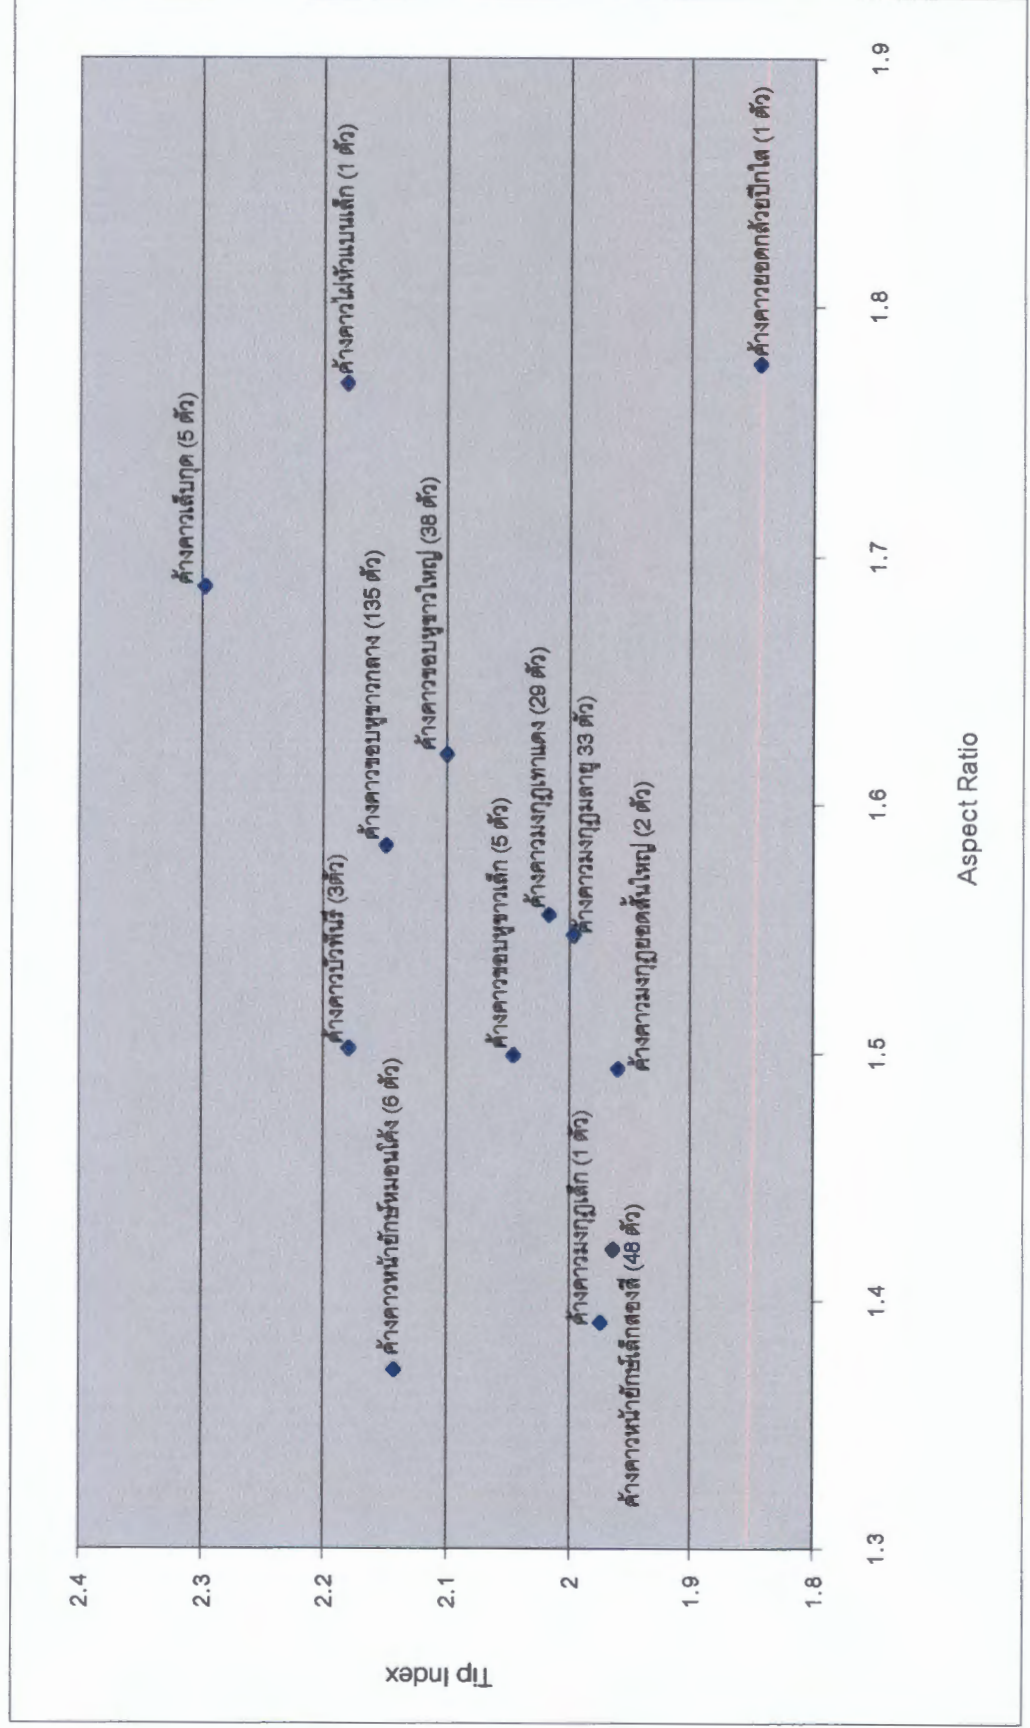 2.4
2.3
2.2
2.1
2
1.9
1.8
Tip Index
ค้างคาวเล็บกุด (5 ตัว)
ค้างคาวไผ่หัวแบนเล็ก (1 ตัว)
ค้างคาวบัวฟันรี (3ตัว)
ค้างคาวขอบหูขาวกลาง (135 ตัว)
ค้างคาวหน้ายักษ์หมอนโค้ง (6 ตัว)
ค้างคาวขอบหูขาวใหญ่ (38 ตัว)
ค้างคาวขอบหูขาวเล็ก (5 ตัว)
ค้างคาวมงกุฎเทาแดง (29 ตัว)
ค้างคาวมงกุฎมลายู 33 ตัว)
ค้างคาวมงกุฎเล็ก (1 ตัว)
ค้างคาวมงกุฎยอดสั้นใหญ่ (2 ตัว)
ค้างคาวหน้ายักษ์เล็กสองสี (48 ตัว)
ค้างคาวยอดกล้วยปีกใส (1 ตัว)
1.3
1.4
1.5
1.6
1.7
1.8
1.9
Aspect Ratio